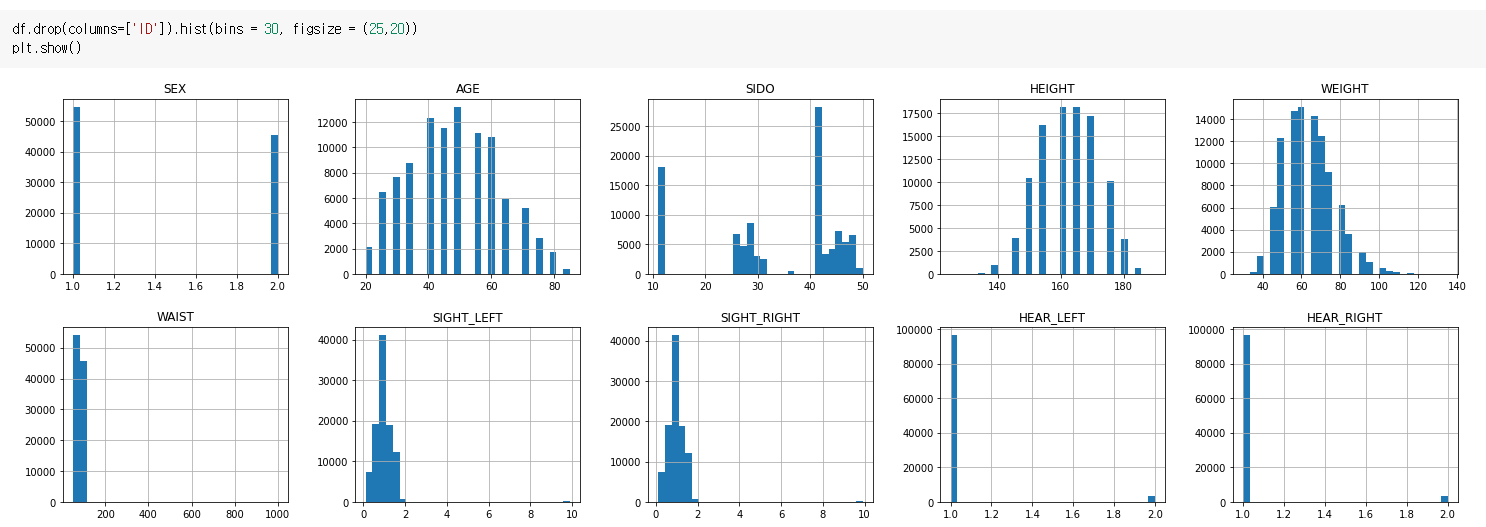 df.drop(columns=['ID']).hist(bins = 30, figsize = (25,20))
plt.show()
SEX
AGE
SIDO
HEIGHT
WEIGHT
50000
40000
30000
20000
10000
0
1.0 1.2 1.4 1.6 1.8 2.0
12000
10000
8000
6000
4000
2000
0
20 40 60 80
25000
20000
15000
10000
5000
0
10 20 30 40 50
17500
15000
12500
10000
7500
5000
2500
0
140 160 180
14000
12000
10000
8000
6000
4000
2000
0
40 60 80 100 120 140
WAIST
SIGHT_LEFT
SIGHT_RIGHT
HEAR_LEFT
HEAR_RIGHT
50000
40000
30000
20000
10000
0
200 400 600 800 1000
40000
30000
20000
10000
0
0 2 4 6 8 10
40000
30000
20000
10000
0
0 2 4 6 8 10
100000
80000
60000
40000
20000
0
1.0 1.2 1.4 1.6 1.8 2.0
100000
80000
60000
40000
20000
0
1.0 1.2 1.4 1.6 1.8 2.0